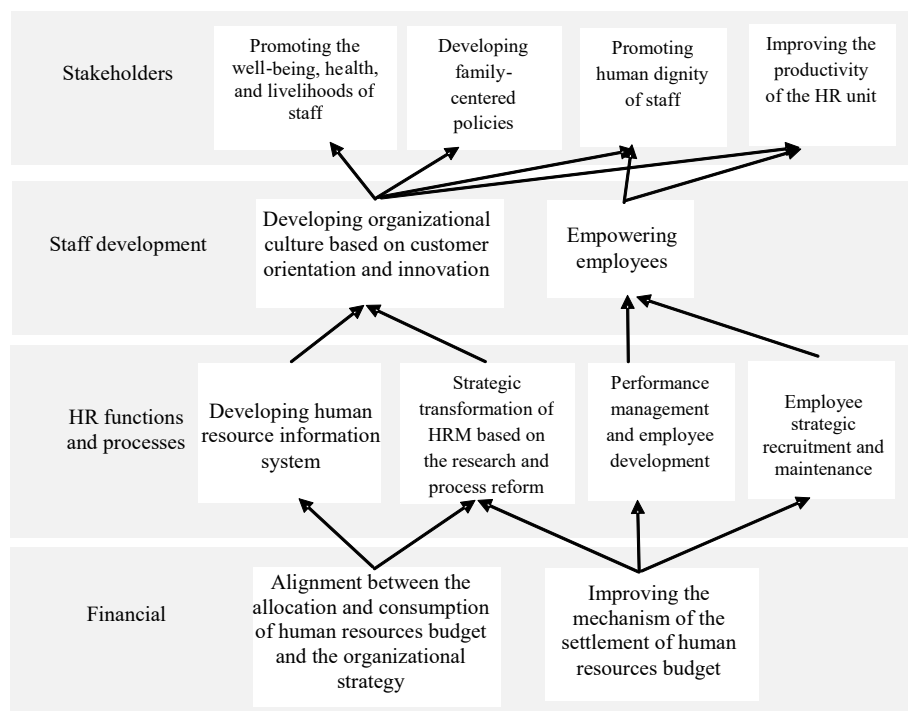 Stakeholders
Promoting the
well-being, health,
and livelihoods of
staff
Developing
family-
centered
policies
Promoting
human dignity
of staff
Improving the
productivity
of the HR unit
Staff development
Developing organizational
culture based on customer
orientation and innovation
Empowering
employees
HR functions
and processes
Developing human
resource information
system
Strategic
transformation of
HRM based on
the research and
process reform
Performance
management
and employee
development
Employee
strategic
recruitment and
maintenance
Financial
Alignment between the
allocation and consumption
of human resources budget
and the organizational
strategy
Improving the
mechanism of the
settlement of human
resources budget